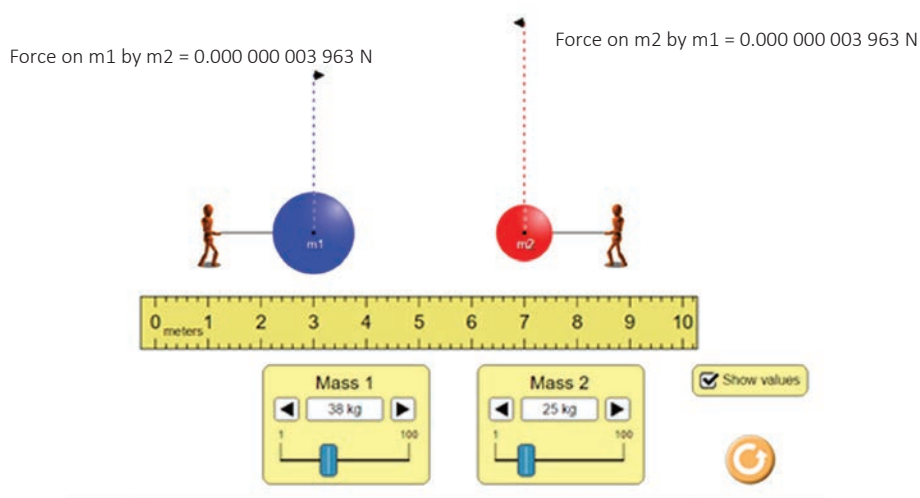 Force on m2 by m1 = 0.000 000 003 963 N
Force on m1 by m2 = 0.000 000 003 963 N
m1
m2
0 meters 1 2 3 4 5 6 7 8 9 10
Mass 1
38 kg
1 100
Mass 2
25 kg
1 100
Show values